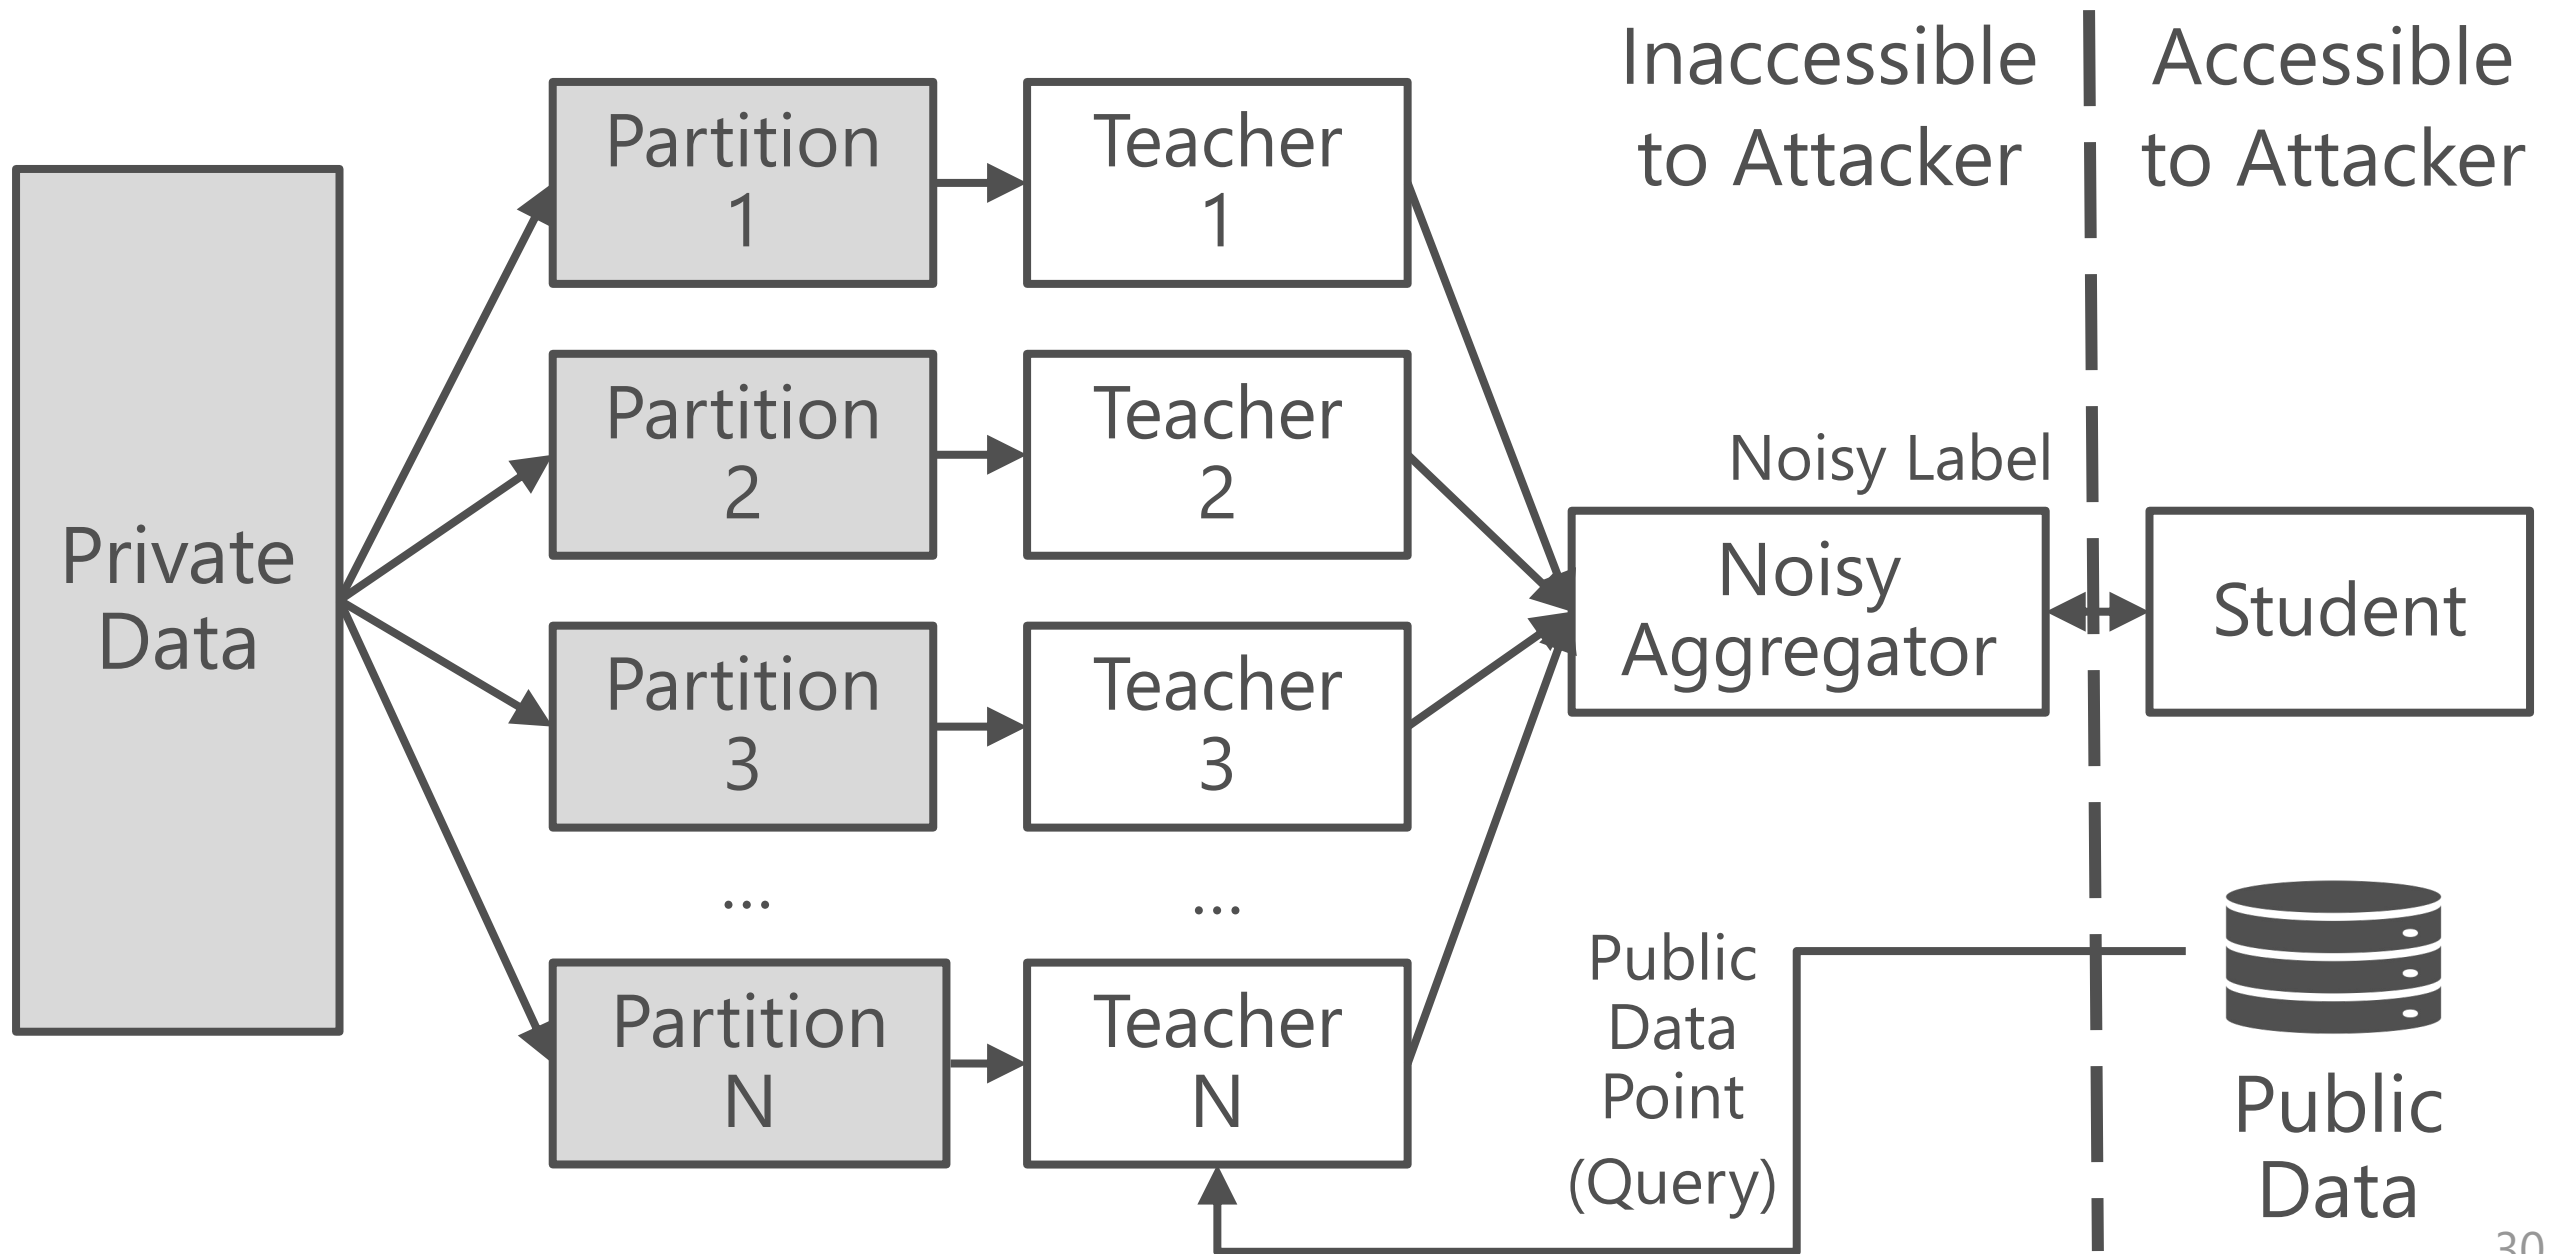 Inaccessible
to Attacker
Accessible
to Attacker
Private
Data
Partition
1
Teacher
1
Partition
2
Teacher
2
Partition
3
Teacher
3
...
...
Partition
N
Teacher
N
Noisy Label
Noisy
Aggregator
Student
Public
Data
Point
(Query)
Public
Data
30